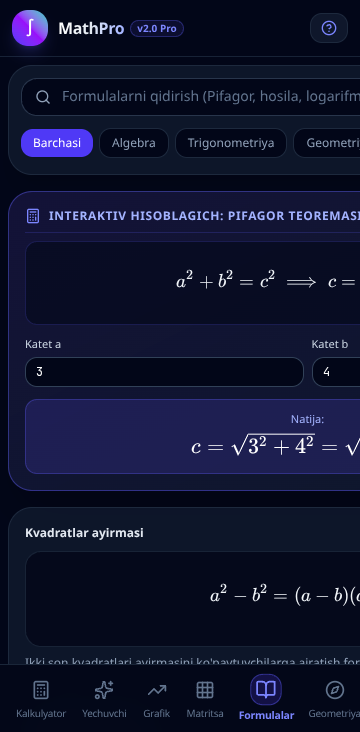 MathPro v2.0 Pro
Formulalarni qidirish (Pifagor, hosila, logarifm
Barchasi Algebra Trigonometriya Geometri
INTERAKTIV HISOBLAGICH: PIFAGOR TEOREMASI
a² + b² = c² ⟹ c =
Katet a Katet b
3 4
Natija:
c = √(3² + 4²) = √
Kvadratlar ayirmasi
a² − b² = (a − b)(
Ikki son kvadratlari ayirmasini ko'paytuvchilarga ajratish for
Kalkulyator Yechuvchi Grafik Matritsa Formulalar Geometriya